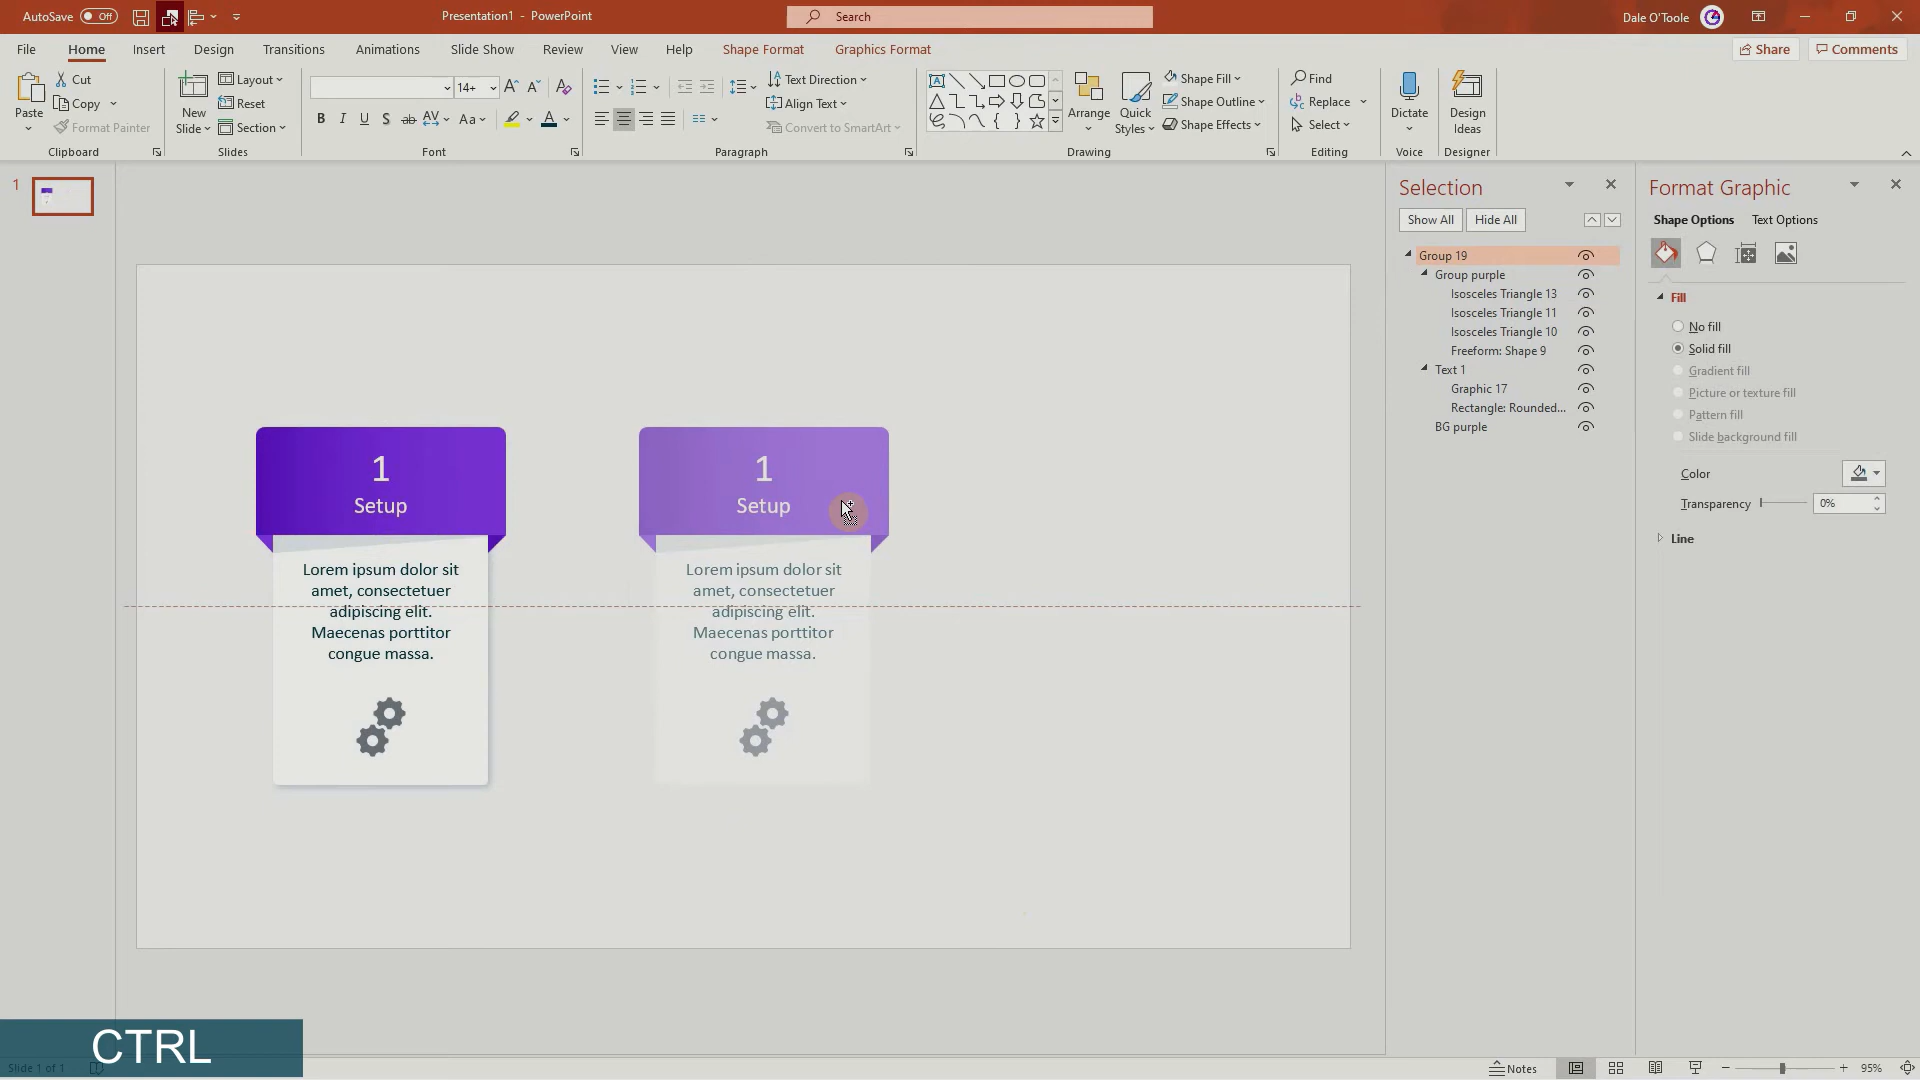 AutoSave Off
Presentation1 - PowerPoint
Search
Dale O'Toole
File Home Insert Design Transitions Animations Slide Show Review View Help Shape Format Graphics Format
Share Comments
Paste
Cut
Copy
Format Painter
Clipboard
New Slide
Layout
Reset
Section
Slides
14+
B I U S ab AV Aa
Font
Text Direction
Align Text
Convert to SmartArt
Paragraph
Arrange
Quick Styles
Shape Fill
Shape Outline
Shape Effects
Drawing
Find
Replace
Select
Editing
Dictate
Voice
Design Ideas
Designer
1
Selection
Show All Hide All
Group 19
Group purple
Isosceles Triangle 13
Isosceles Triangle 11
Isosceles Triangle 10
Freeform: Shape 9
Text 1
Graphic 17
Rectangle: Rounded...
BG purple
Format Graphic
Shape Options Text Options
Fill
No fill
Solid fill
Gradient fill
Picture or texture fill
Pattern fill
Slide background fill
Color
Transparency 0%
Line
1
Setup
Lorem ipsum dolor sit
amet, consectetuer
adipiscing elit.
Maecenas porttitor
congue massa.
1
Setup
Lorem ipsum dolor sit
amet, consectetuer
adipiscing elit.
Maecenas porttitor
congue massa.
CTRL
Slide 1 of 1
Notes
95%